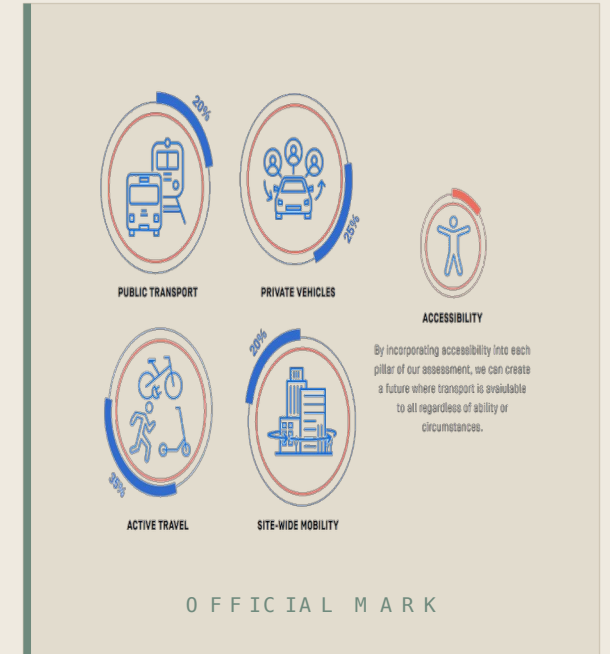 20%
PUBLIC TRANSPORT
25%
PRIVATE VEHICLES
35%
ACTIVE TRAVEL
20%
SITE-WIDE MOBILITY
ACCESSIBILITY
By incorporating accessibility into each
pillar of our assessment, we can create
a future where transport is avaiulable
to all regardless of ability or
circumstances.
OFFICIAL MARK